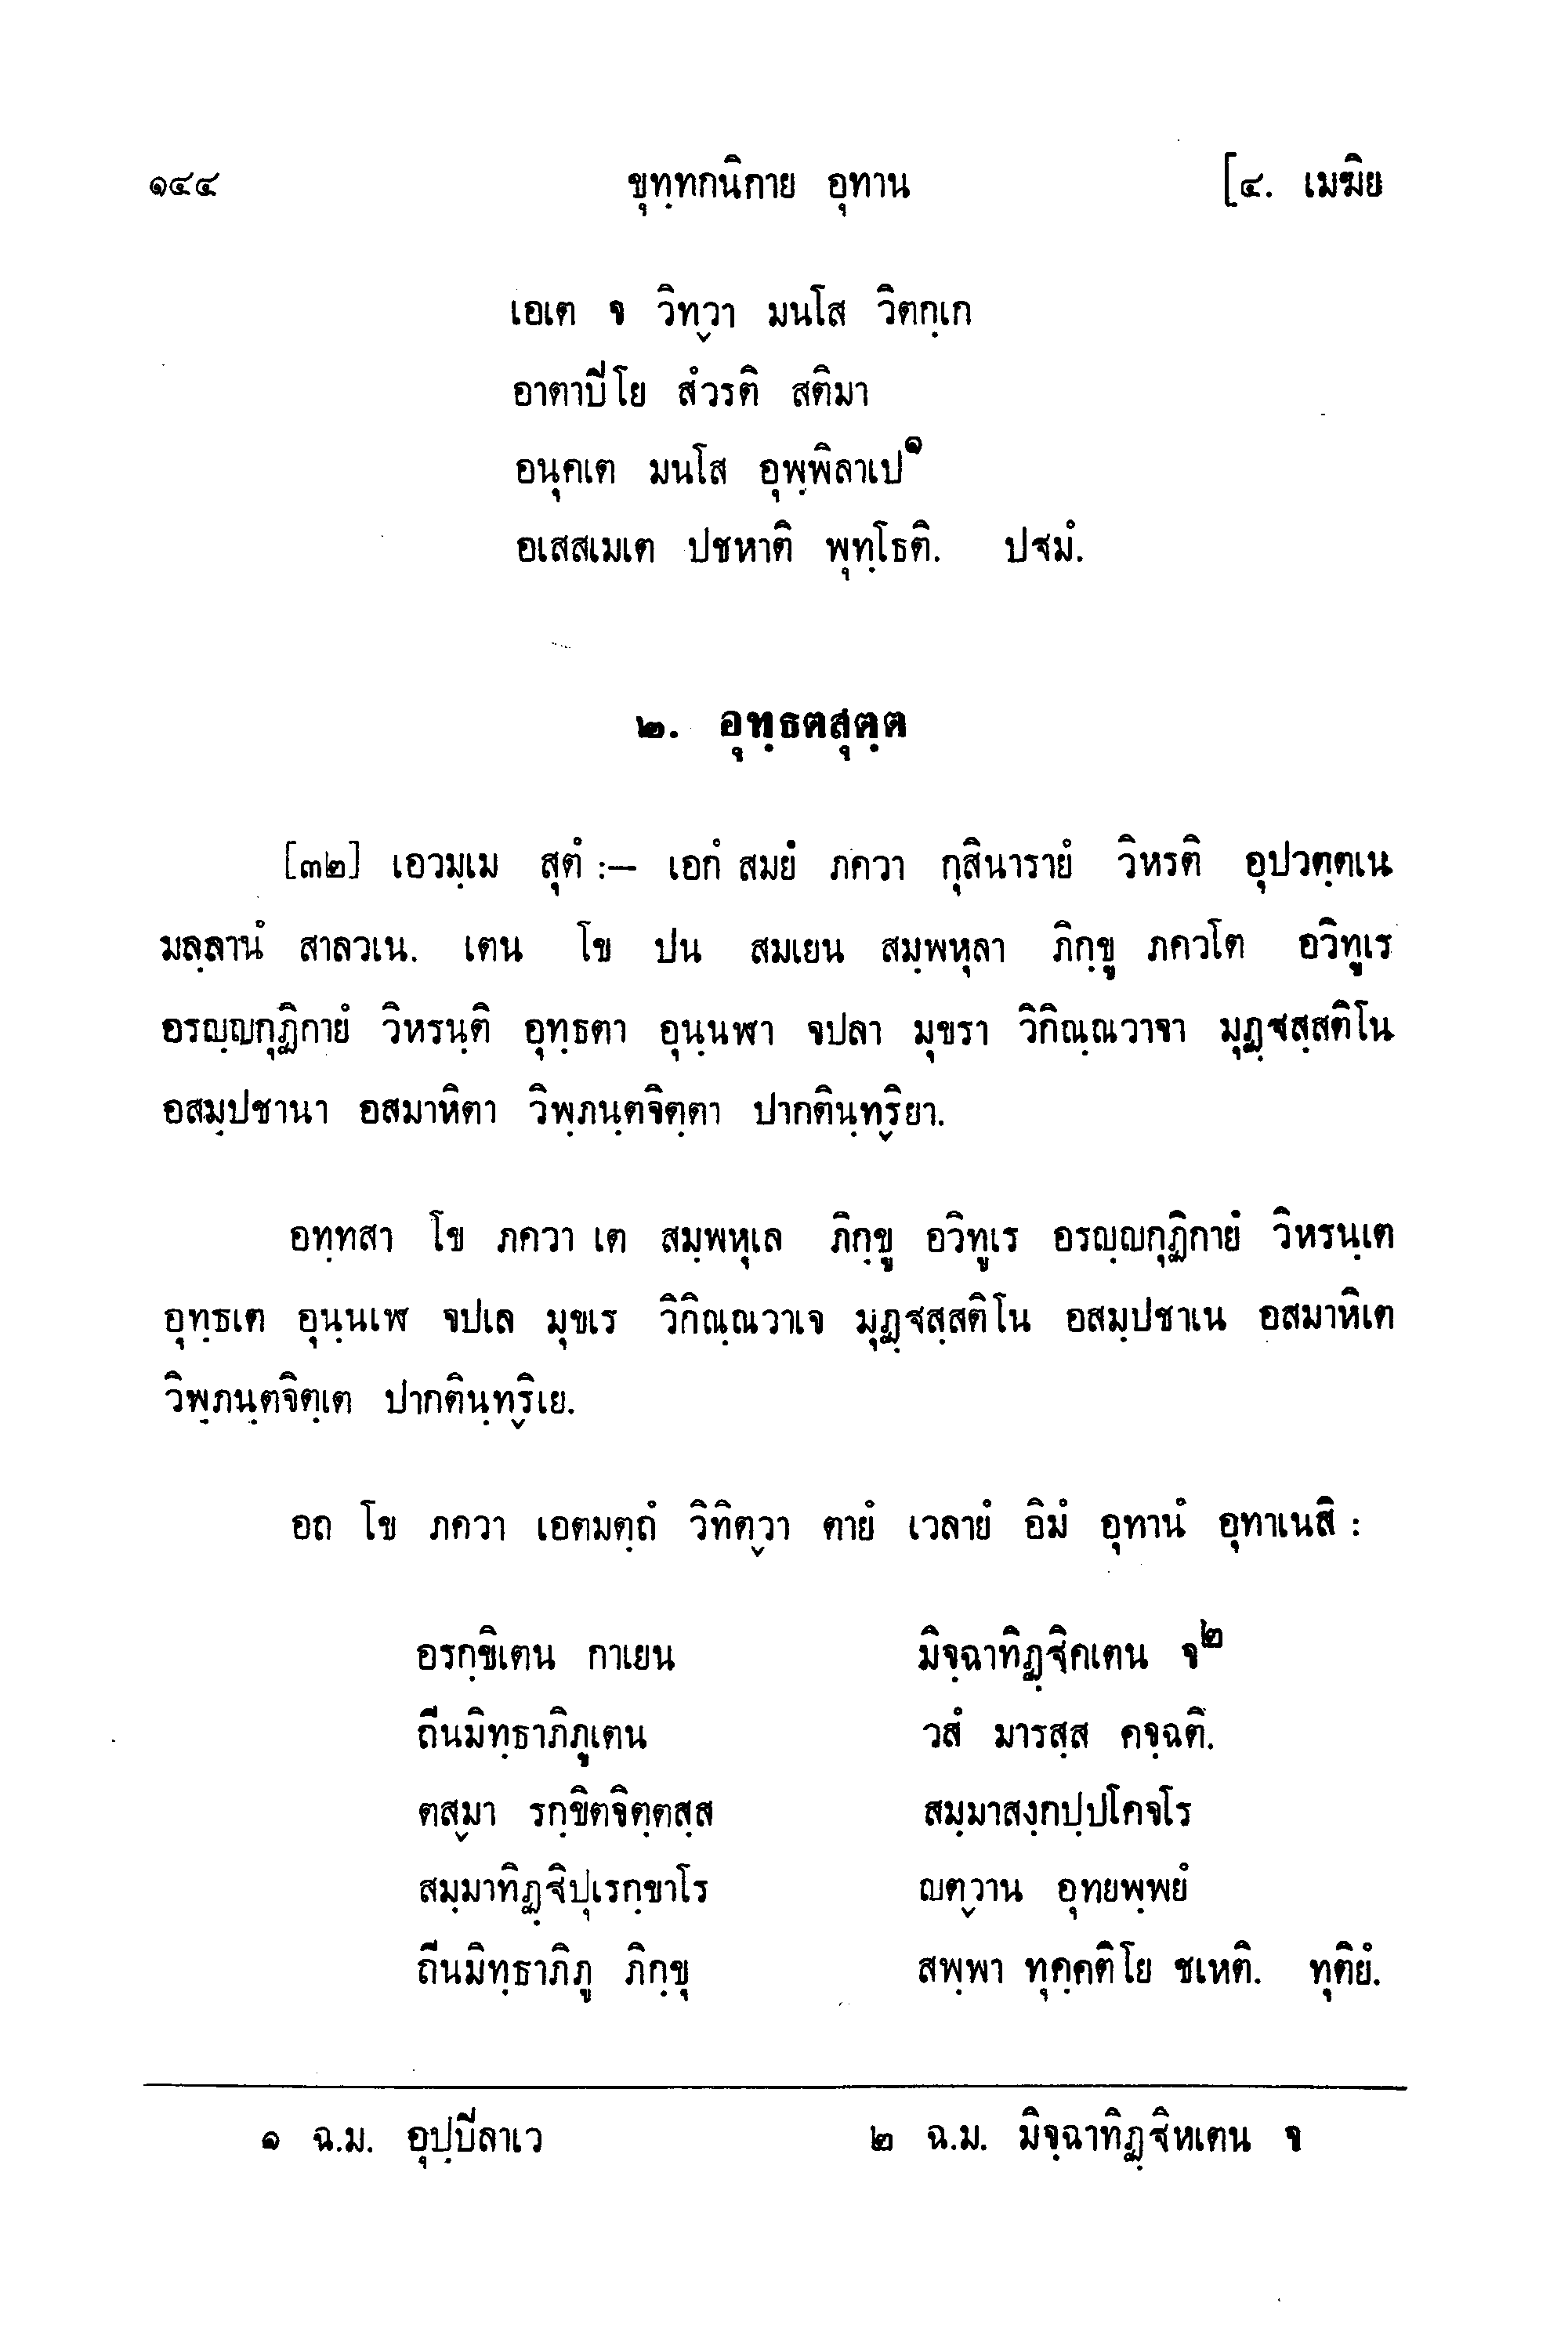 ๑๔๔ ขุทฺทกนิกาย อุทาน [๔. เมฆิย
เอเต จ วิทฺวา มนโส วิตกฺเก
อาตาปีโย สํวรติ สติมา
อนุคเต มนโส อุพฺพิลาเป๑
อเสสเมเต ปชหาติ พุทฺโธติ. ปฐมํ.
๒. อุทฺธตสุตฺต
[๓๒] เอวมฺเม สุตํ :– เอกํ สมยํ ภควา กุสินารายํ วิหรติ อุปวตฺตเน
มลฺลานํ สาลวเน. เตน โข ปน สมเยน สมฺพหุลา ภิกฺขู ภควโต อวิทูเร
อรญฺญกุฏิกายํ วิหรนฺติ อุทฺธตา อุนฺนฬา จปลา มุขรา วิกิณฺณวาจา มุฏฺฐสฺสติโน
อสมฺปชานา อสมาหิตา วิพฺภนฺตจิตฺตา ปากตินฺทฺริยา.
อทฺทสา โข ภควา เต สมฺพหุเล ภิกฺขู อวิทูเร อรญฺญกุฏิกายํ วิหรนฺเต
อุทฺธเต อุนฺนเฬ จปเล มุขเร วิกิณฺณวาเจ มุฏฺฐสฺสติโน อสมฺปชาเน อสมาหิเต
วิพฺภนฺตจิตฺเต ปากตินฺทฺริเย.
อถ โข ภควา เอตมตฺถํ วิทิตฺวา ตายํ เวลายํ อิมํ อุทานํ อุทาเนสิ :
อรกฺขิเตน กาเยน มิจฺฉาทิฏฺฐิคเตน จ๒
ถีนมิทฺธาภิภูเตน วสํ มารสฺส คจฺฉติ.
ตสฺมา รกฺขิตจิตฺตสฺส สมฺมาสงฺกปฺปโคจโร
สมฺมาทิฏฺฐิปุเรกฺขาโร ญตฺวาน อุทยพฺพยํ
ถีนมิทฺธาภิภู ภิกฺขุ สพฺพา ทุคฺคติโย ชเหติ. ทุติยํ.
๑ ฉ.ม. อุปฺปีลาเว ๒ ฉ.ม. มิจฺฉาทิฏฺฐิหเตน จ